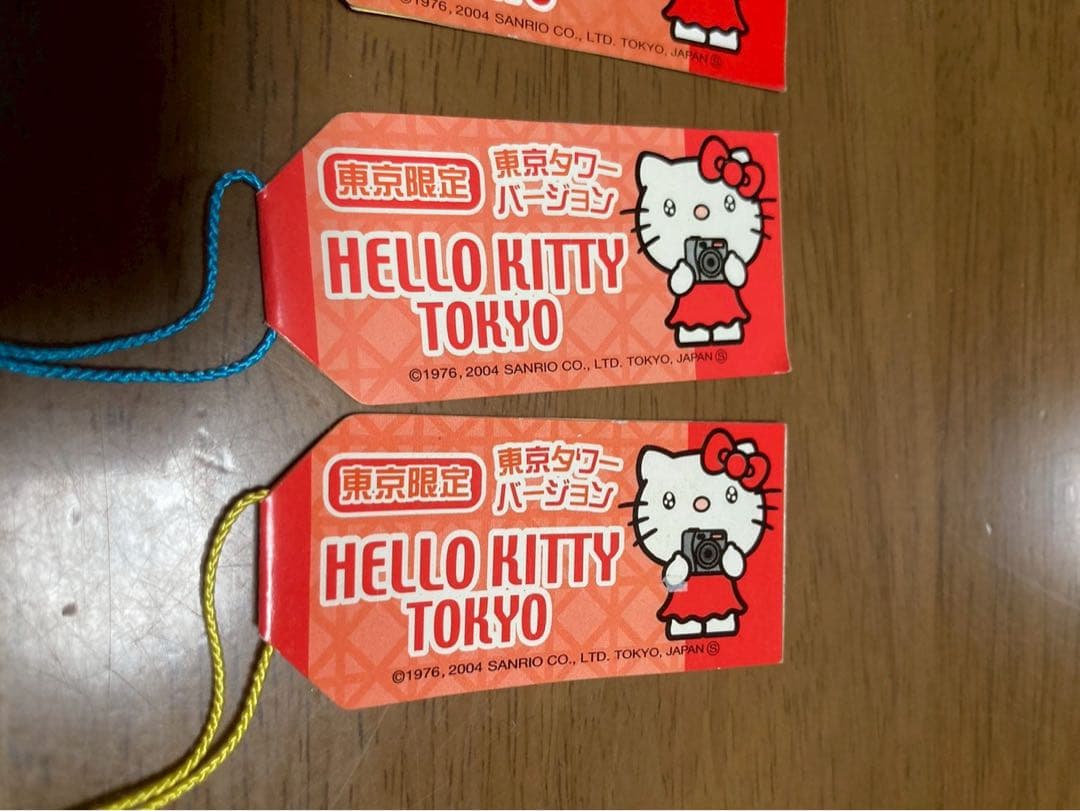 ©1976, 2004 SANRIO CO., LTD. TOKYO, JAPAN Ⓢ
東京限定
東京タワー
バージョン
HELLO KITTY
TOKYO
©1976, 2004 SANRIO CO., LTD. TOKYO, JAPAN Ⓢ
東京限定
東京タワー
バージョン
HELLO KITTY
TOKYO
©1976, 2004 SANRIO CO., LTD. TOKYO, JAPAN Ⓢ